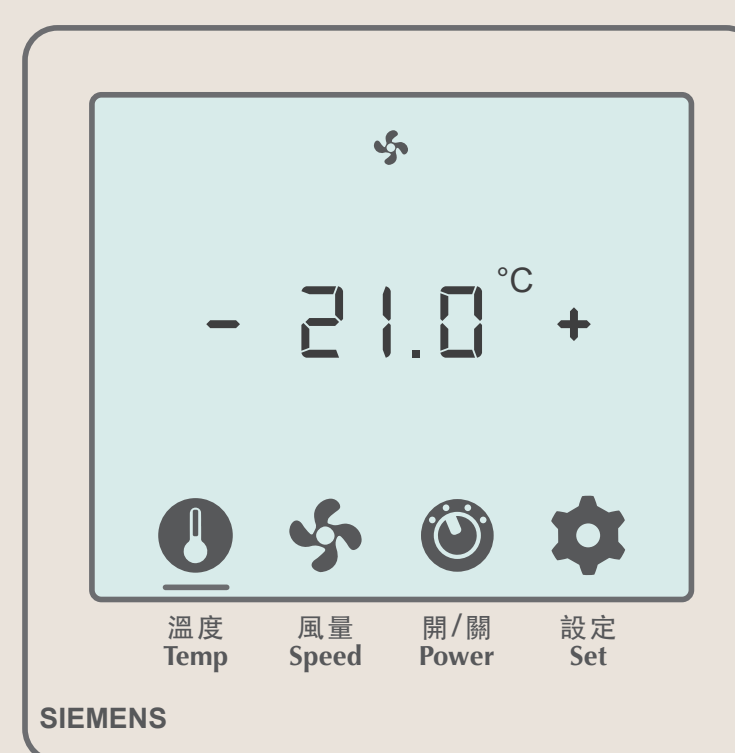 - 21.0 °C +
溫度 風量 開/關 設定
Temp Speed Power Set
SIEMENS